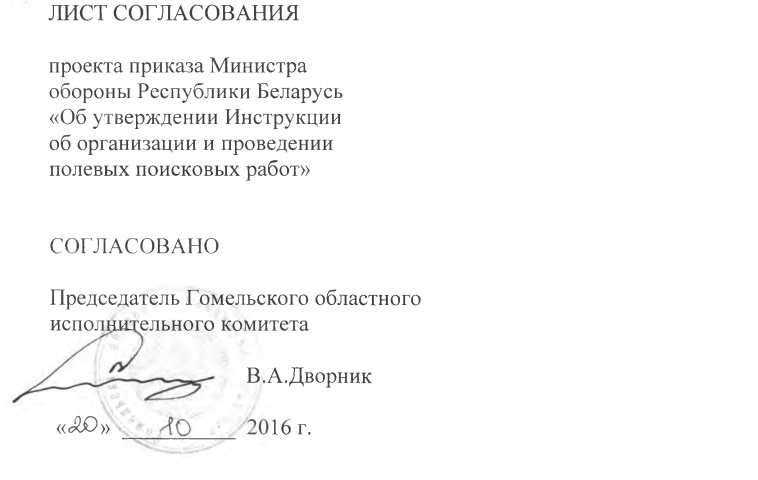 ЛИСТ СОГЛАСОВАНИЯ
проекта приказа Министра
обороны Республики Беларусь
«Об утверждении Инструкции
об организации и проведении
полевых поисковых работ»
СОГЛАСОВАНО
Председатель Гомельского областного
исполнительного комитета
В.А.Дворник
«20» 10 2016 г.